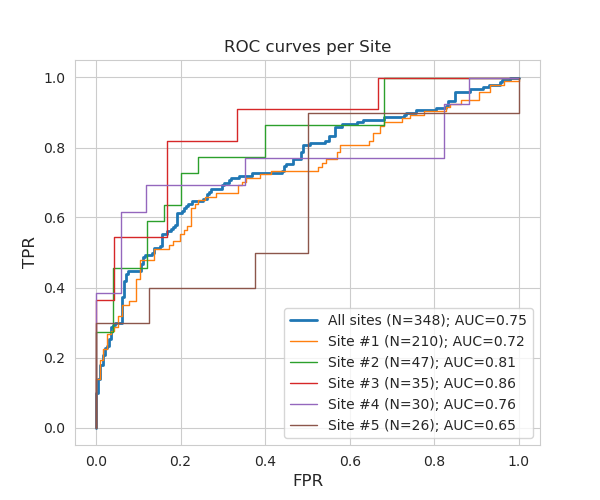 ROC curves per Site
1.0
0.8
0.6
0.4
0.2
0.0
TPR
0.0 0.2 0.4 0.6 0.8 1.0
FPR
All sites (N=348); AUC=0.75
Site #1 (N=210); AUC=0.72
Site #2 (N=47); AUC=0.81
Site #3 (N=35); AUC=0.86
Site #4 (N=30); AUC=0.76
Site #5 (N=26); AUC=0.65